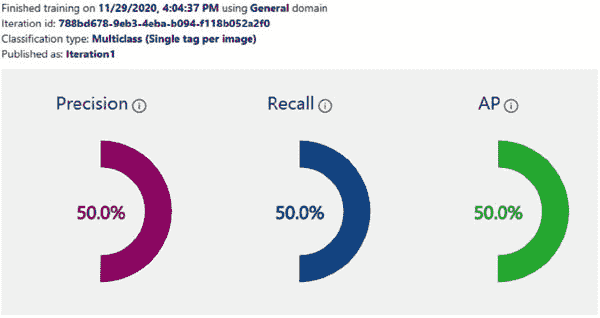 Finished training on 11/29/2020, 4:04:37 PM using General domain
Iteration id: 788bd678-9eb3-4eba-b094-f118b052a2f0
Classification type: Multiclass (Single tag per image)
Published as: Iteration1
Precision i Recall i AP i
50.0% 50.0% 50.0%